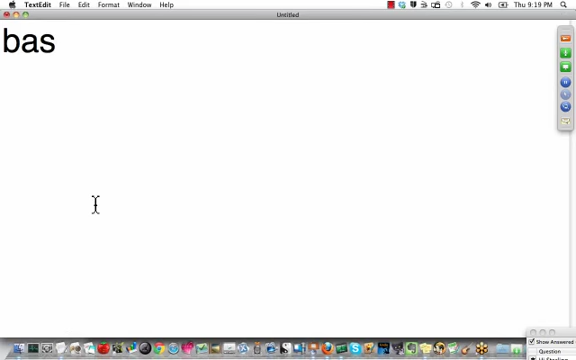 TextEdit File Edit Format Window Help
Thu 9:19 PM
Untitled
bas
Show Answered
Question